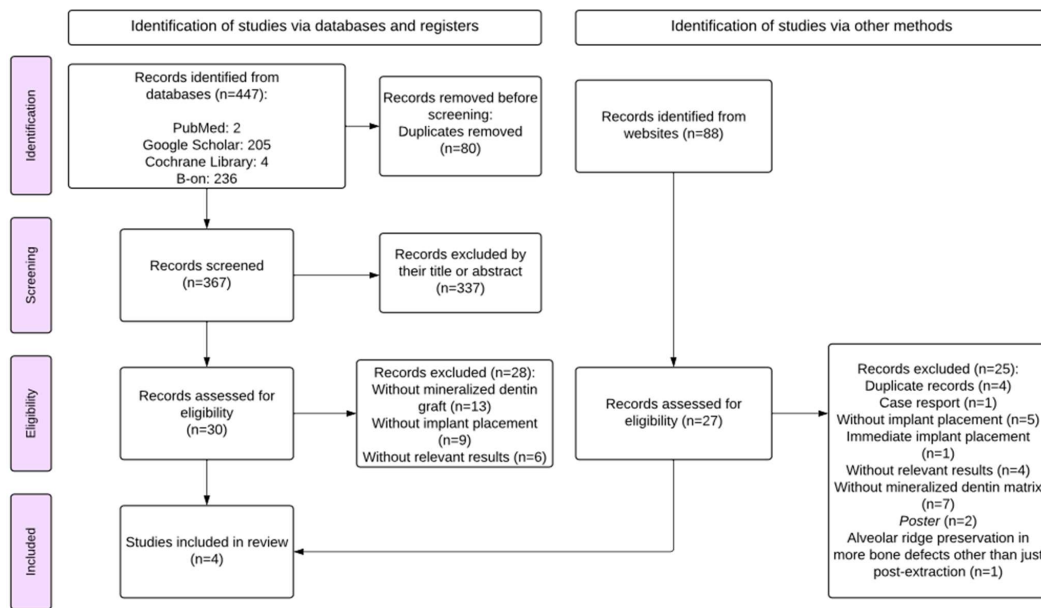 Identification of studies via databases and registers
Identification of studies via other methods
Identification
Records identified from
databases (n=447):
PubMed: 2
Google Scholar: 205
Cochrane Library: 4
B-on: 236
Records removed before
screening:
Duplicates removed
(n=80)
Records identified from
websites (n=88)
Screening
Records screened
(n=367)
Records excluded by
their title or abstract
(n=337)
Eligibility
Records assessed for
eligibility
(n=30)
Records excluded (n=28):
Without mineralized dentin
graft (n=13)
Without implant placement
(n=9)
Without relevant results (n=6)
Records assessed for
eligibility (n=27)
Records excluded (n=25):
Duplicate records (n=4)
Case resport (n=1)
Without implant placement (n=5)
Immediate implant placement
(n=1)
Without relevant results (n=4)
Without mineralized dentin matrix
(n=7)
Poster (n=2)
Alveolar ridge preservation in
more bone defects other than just
post-extraction (n=1)
Included
Studies included in review
(n=4)